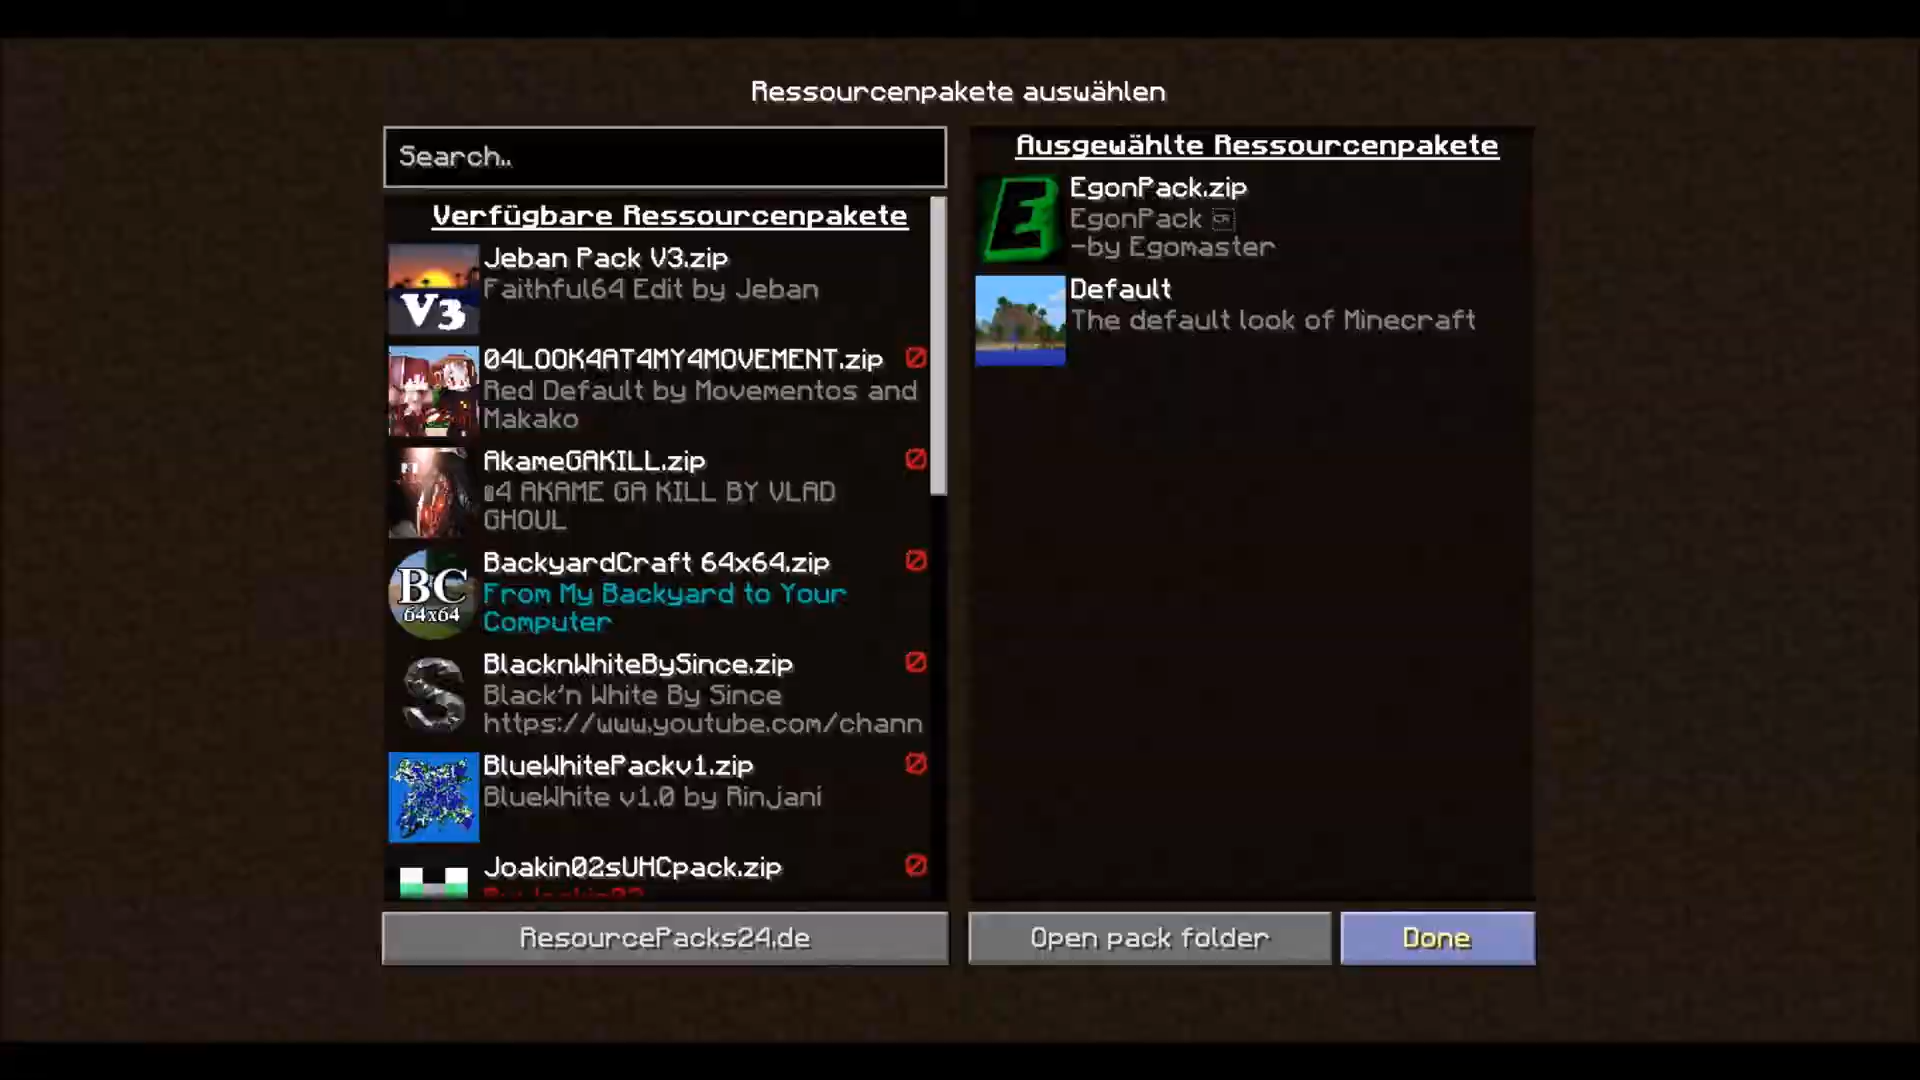 Ressourcenpakete auswählen
Search..
Verfügbare Ressourcenpakete
Jeban Pack V3.zip
Faithful64 Edit by Jeban
V3
04LOOK4AT4MY4MOVEMENT.zip
Red Default by Movementos and
Makako
AkameGAKILL.zip
4 AKAME GA KILL BY VLAD
GHOUL
BackyardCraft 64x64.zip
From My Backyard to Your
Computer
BC
64x64
BlacknWhiteBySince.zip
Black'n White By Since
https://www.youtube.com/chann
S
BlueWhitePackv1.zip
BlueWhite v1.0 by Rinjani
Joakin02sUHCpack.zip
ResourcePacks24.de
Ausgewählte Ressourcenpakete
E
EgonPack.zip
EgonPack CR
-by Egomaster
Default
The default look of Minecraft
Open pack folder
Done